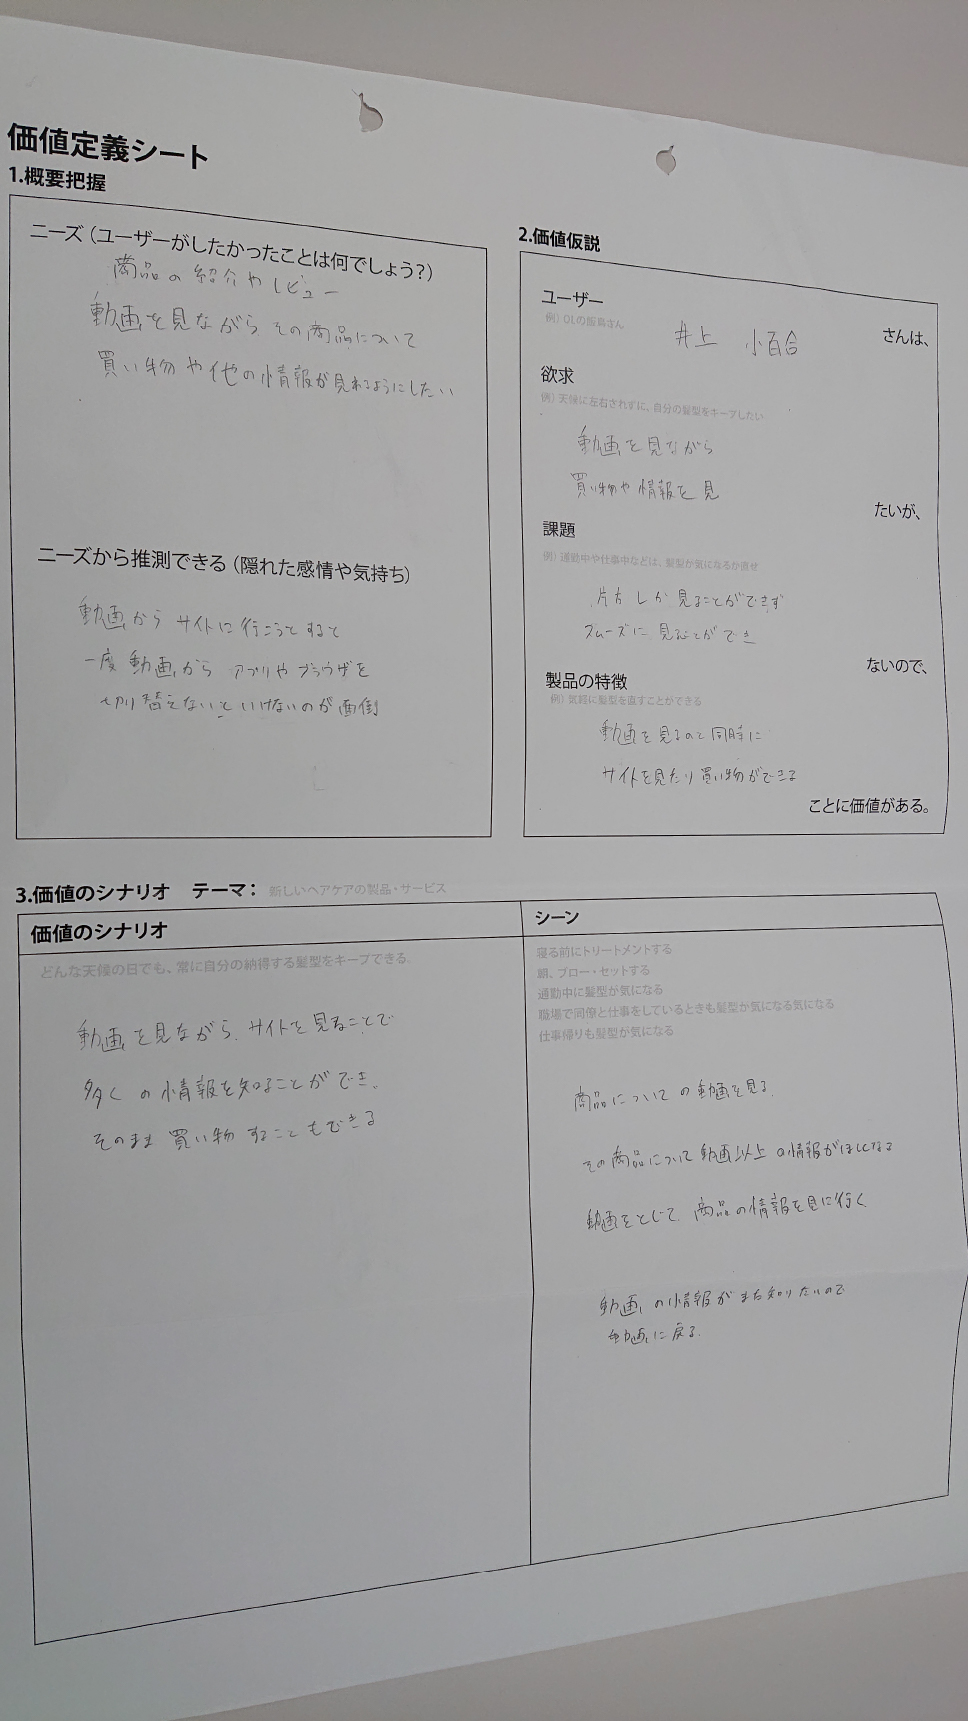 価値定義シート
1.概要把握
ニーズ（ユーザーがしたかったことは何でしょう？）
商品の紹介やレビュー
動画を見ながら その商品について
買い物や他の情報が見れるようにしたい
ニーズから推測できる（隠れた感情や気持ち）
動画から サイトに行こうとすると
一度 動画から アプリや ブラウザを
切り替えないといけないのが面倒
2.価値仮説
ユーザー
例）OLの飯島さん
井上 小百合
さんは、
欲求
例）天候に左右されずに、自分の髪型をキープしたい
動画を見ながら
買い物や情報を見
たいが、
課題
例）通勤中や仕事中などは、髪型が気になるか直せ
片方しか見ることができず
スムーズに見ることができ
ないので、
製品の特徴
例）気軽に髪型を直すことができる
動画を見るのと同時に
サイトを見たり買い物ができる
ことに価値がある。
3.価値のシナリオ テーマ： 新しいヘアケアの製品・サービス
価値のシナリオ
どんな天候の日でも、常に自分の納得する髪型をキープできる
動画を見ながら、サイトを見ることで
多くの情報を知ることができ、
そのまま買い物することもできる
シーン
寝る前にトリートメントする
朝、ブロー・セットする
通勤中に髪型が気になる
職場で同僚と仕事をしているときも髪型か気になる気になる
仕事帰りも髪型が気になる
商品についての動画を見る
その商品について動画以上の情報がほしくなる
動画をとじて、商品の情報を見に行く
動画の情報がまた知りたいので
動画に戻る